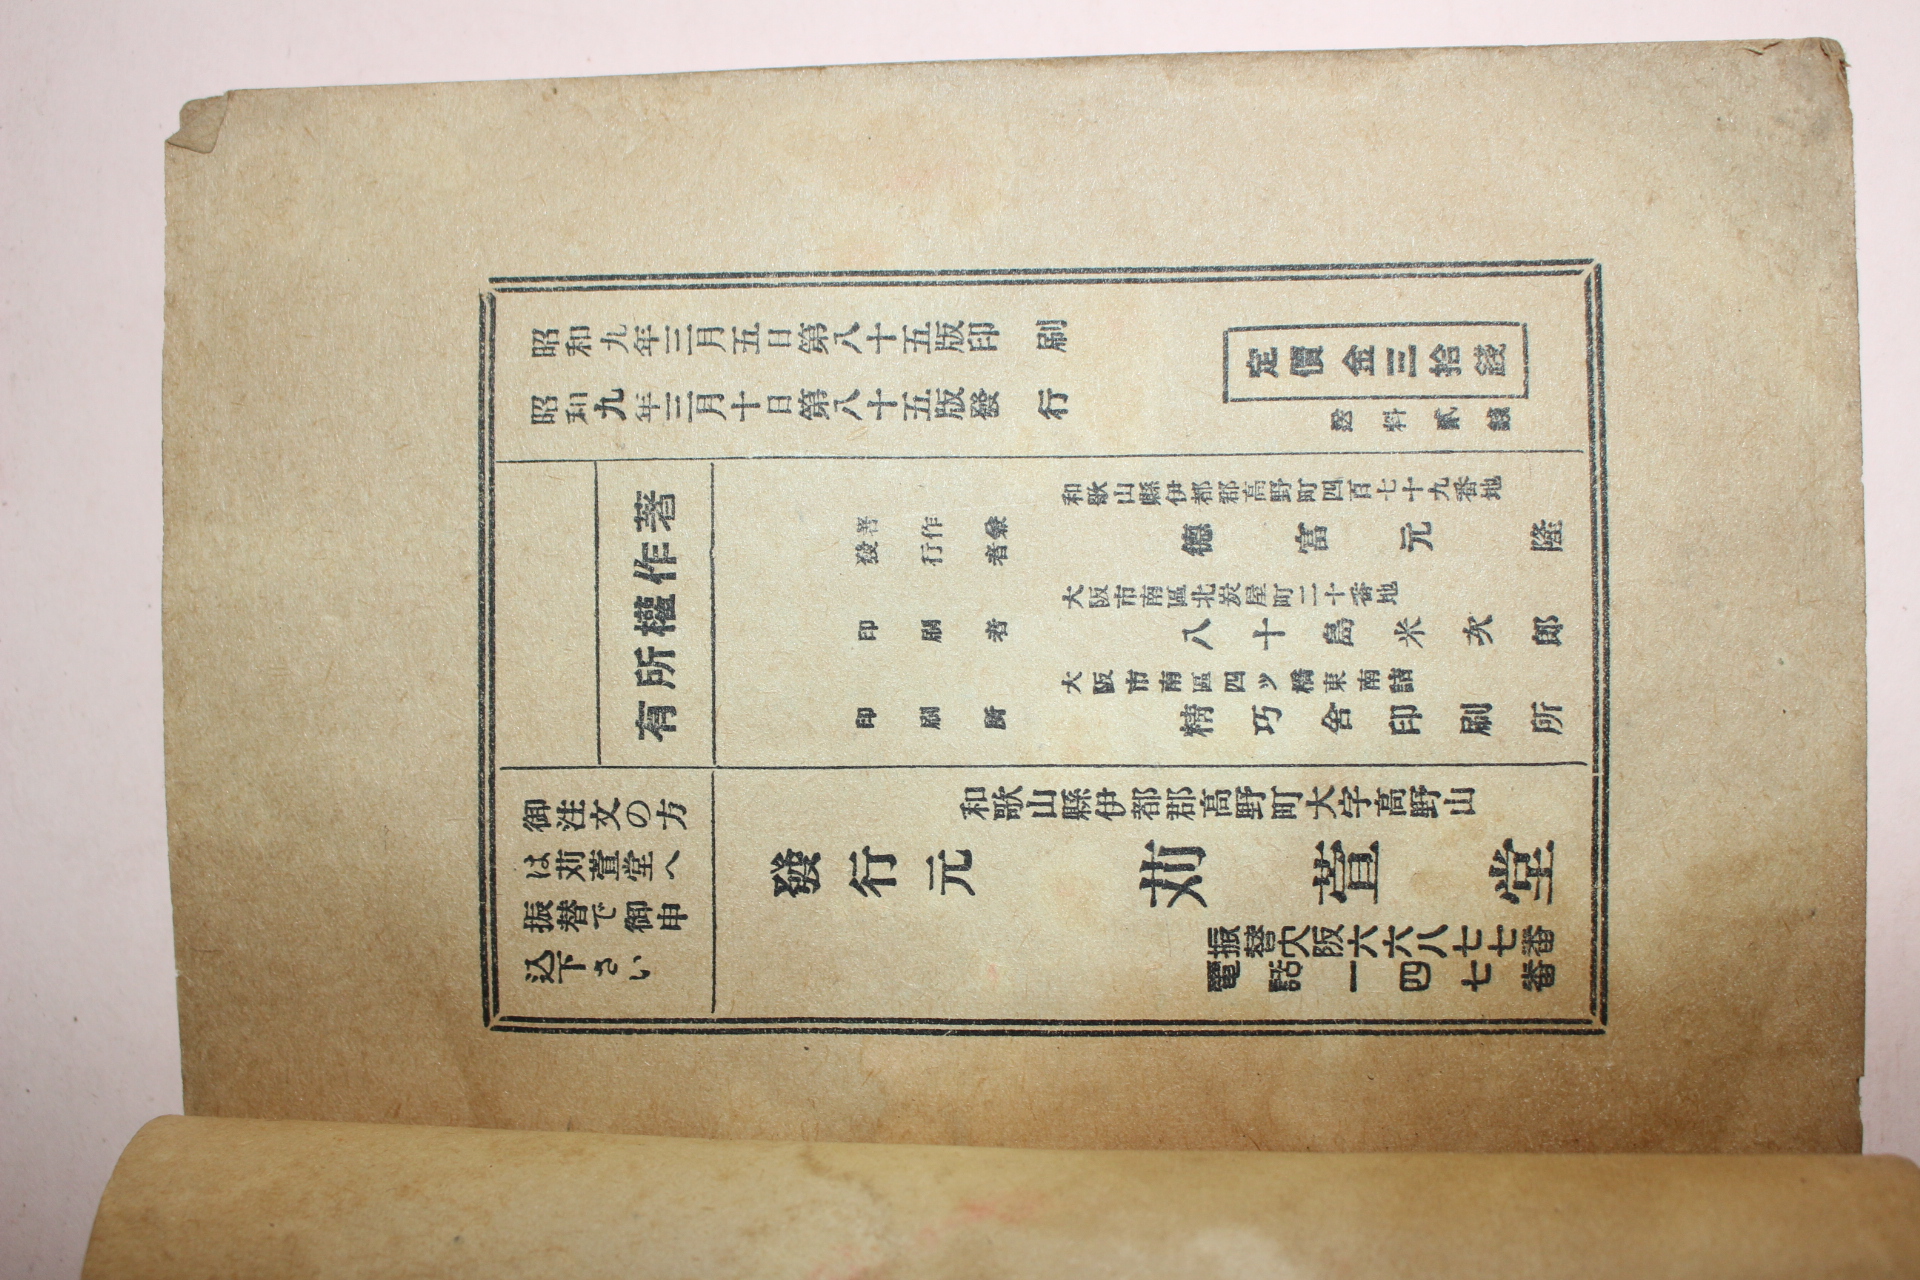 昭和九年三月五日第八十五版印刷
昭和九年三月十日第八十五版發行
定價金三拾錢
送料貳錢
著作權所有
著作兼
發行者
和歌山縣伊都郡高野町四百七十九番地
德富元隆
印刷者
大阪市南區北炭屋町二十番地
八十島米次郎
印刷所
大阪市南區四ツ橋東南詰
精巧舍印刷所
御注文の方
は苅萱堂へ
振替で御申
込下さい
和歌山縣伊都郡高野町大字高野山
發行元 苅萱堂
振替大阪六六八七七番
電話一四七番